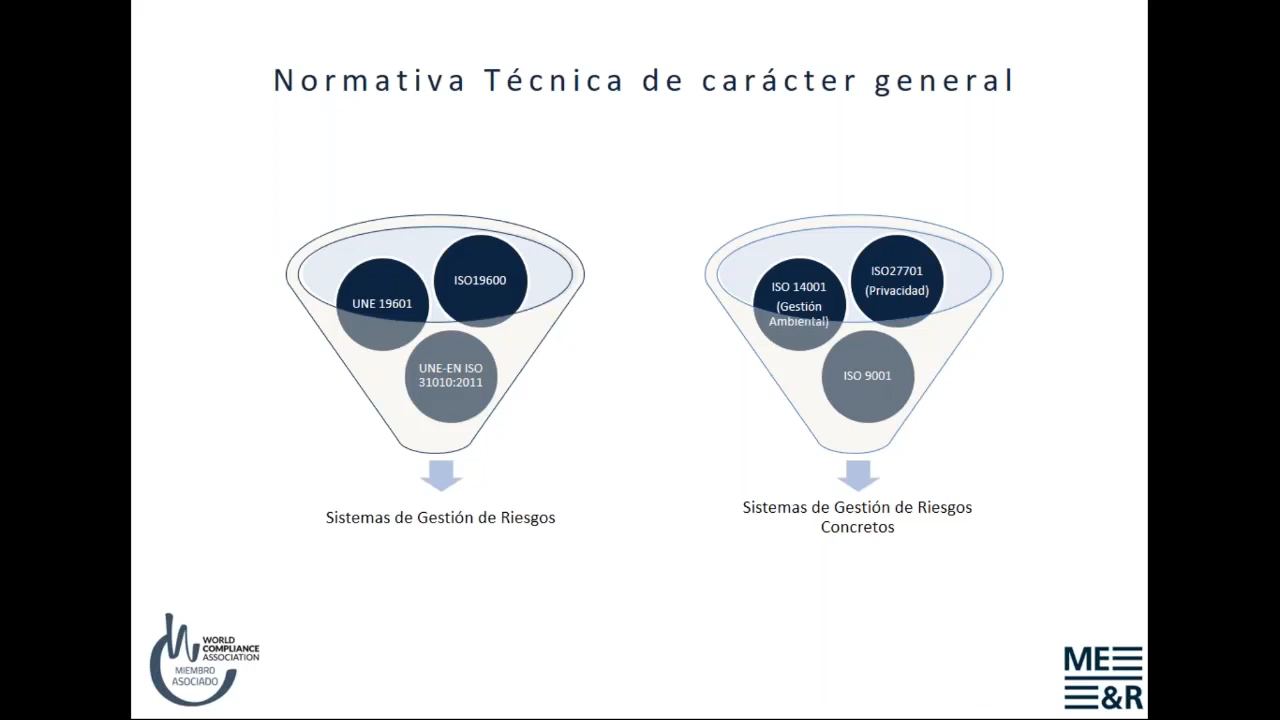 Normativa Técnica de carácter general
UNE 19601
ISO19600
UNE-EN ISO
31010:2011
Sistemas de Gestión de Riesgos
ISO 14001
(Gestión
Ambiental)
ISO27701
(Privacidad)
ISO 9001
Sistemas de Gestión de Riesgos
Concretos
WORLD
COMPLIANCE
ASSOCIATION
MIEMBRO
ASOCIADO
ME
&R